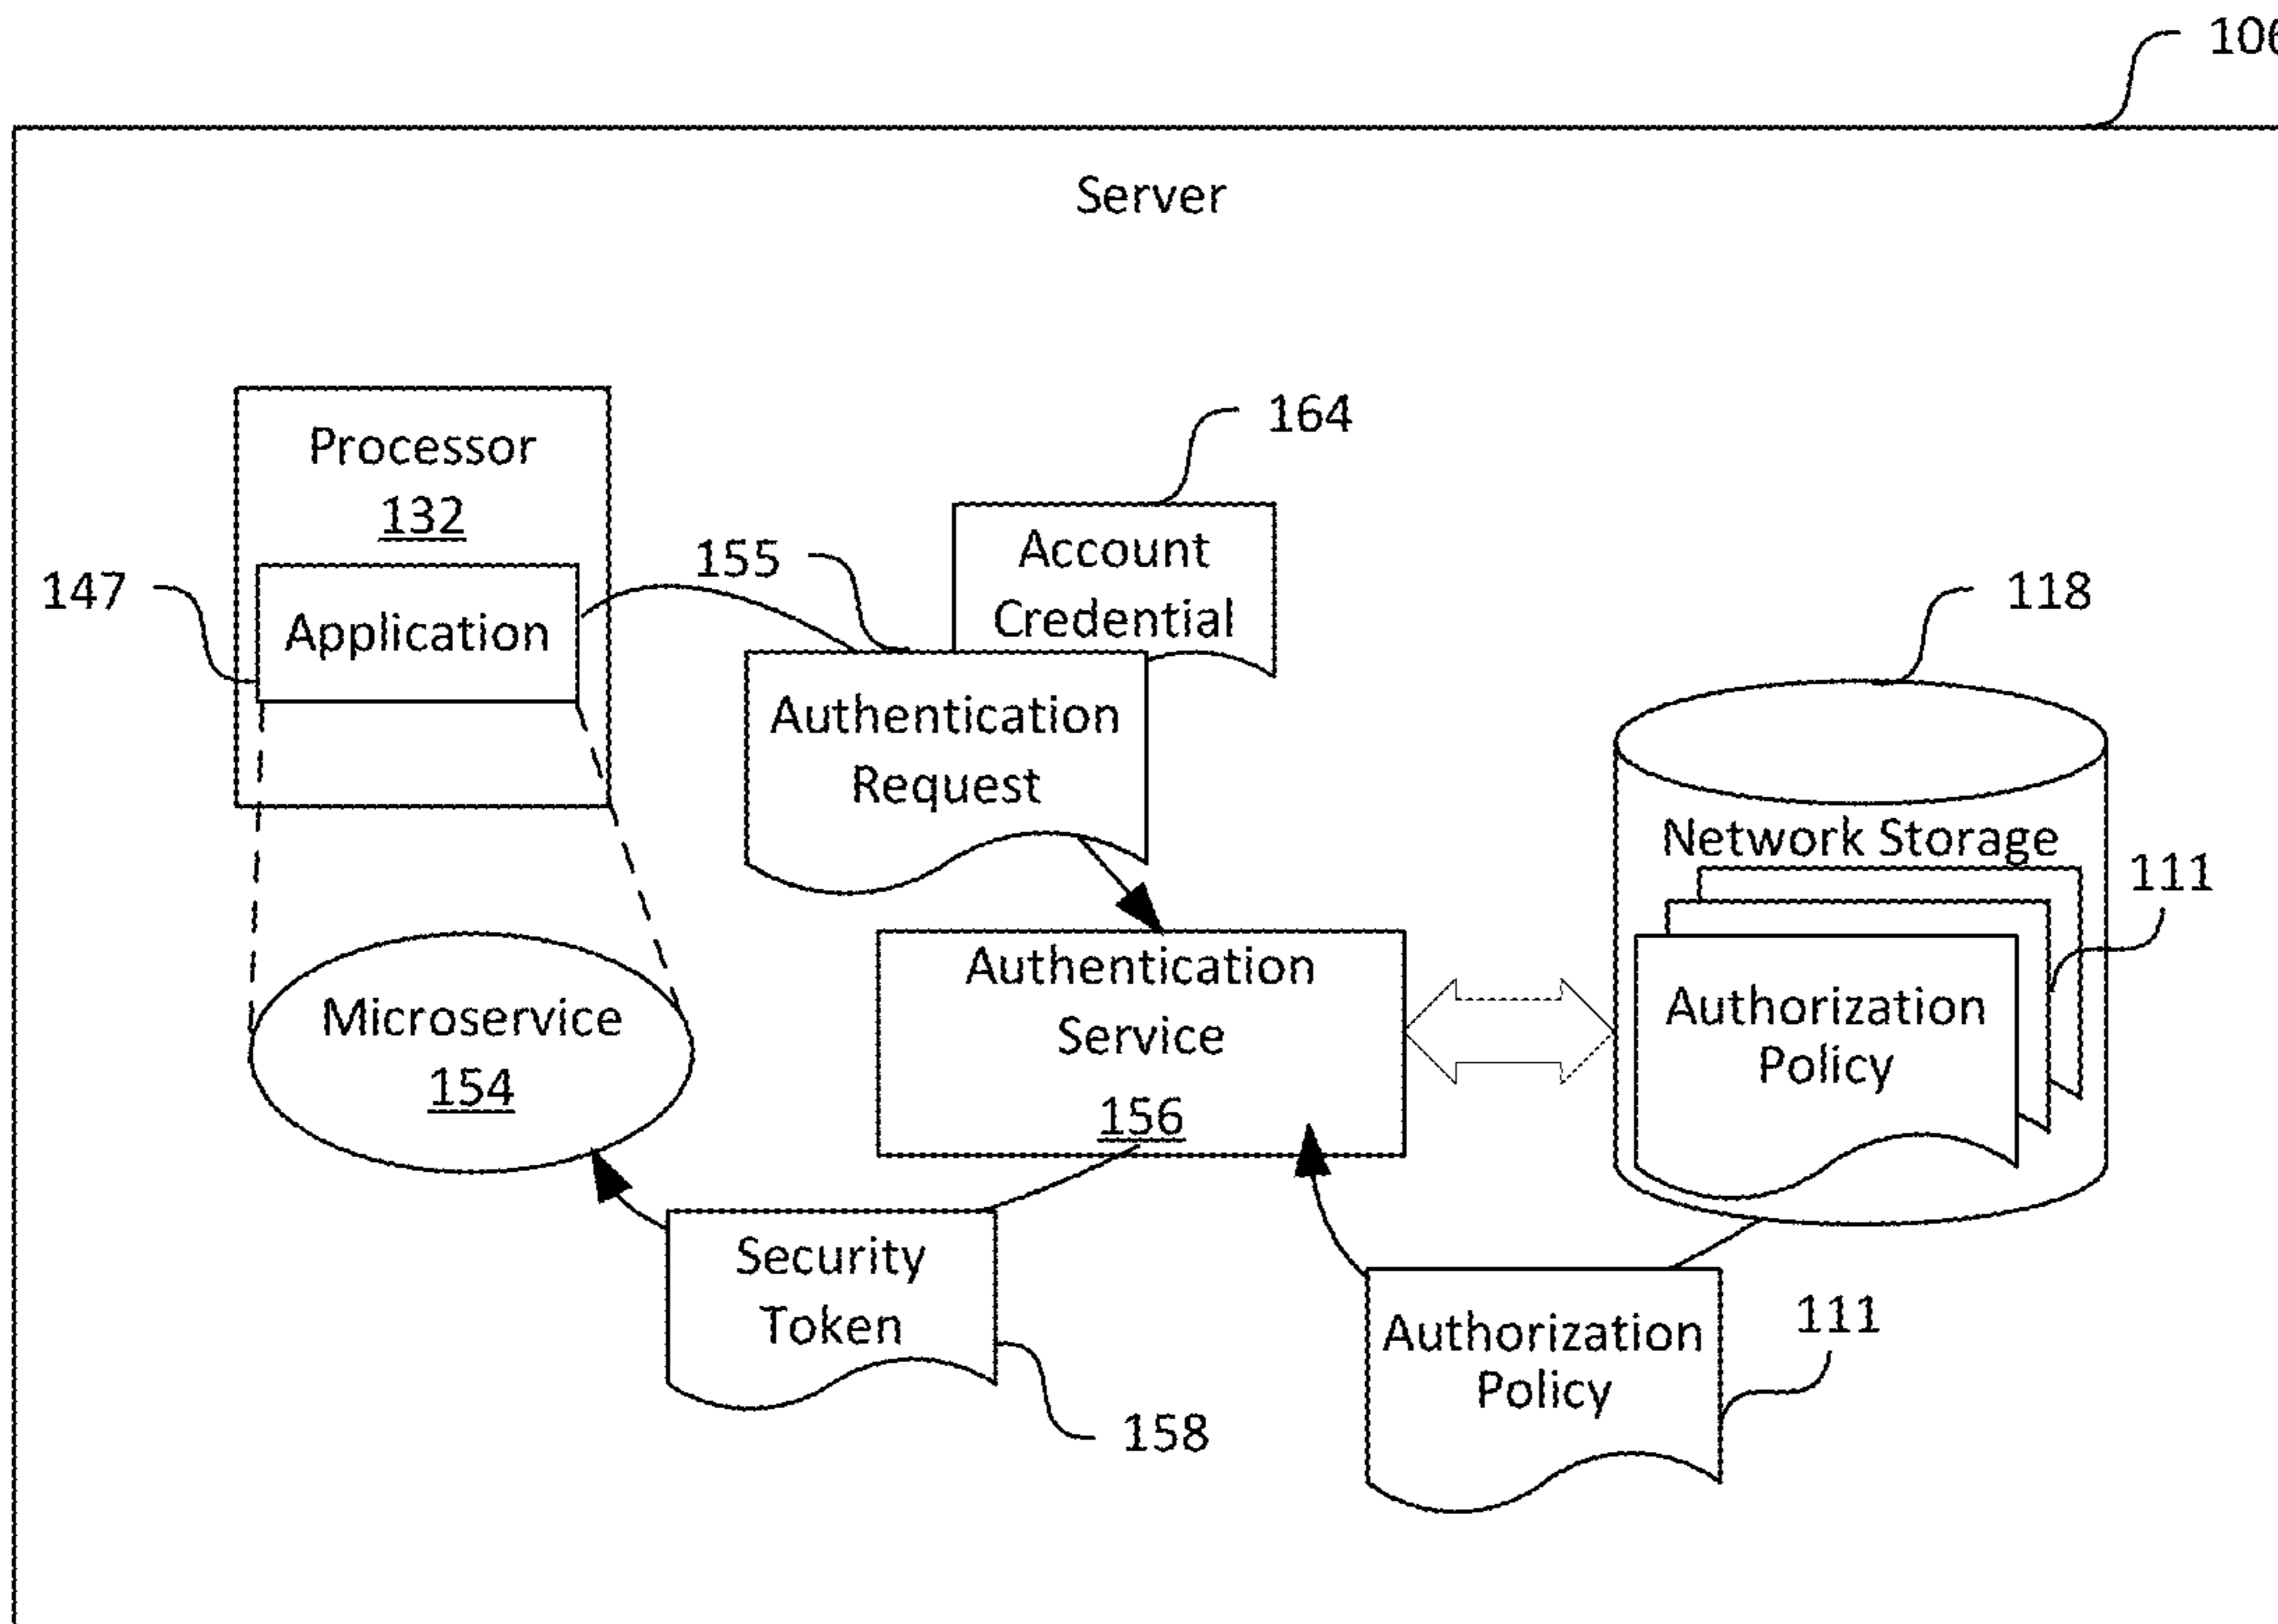 106
Server
Processor
132
147
Application
155
164
Account
Credential
Authentication
Request
118
Network Storage
111
Authorization
Policy
Microservice
154
Authentication
Service
156
Security
Token
158
Authorization
Policy
111